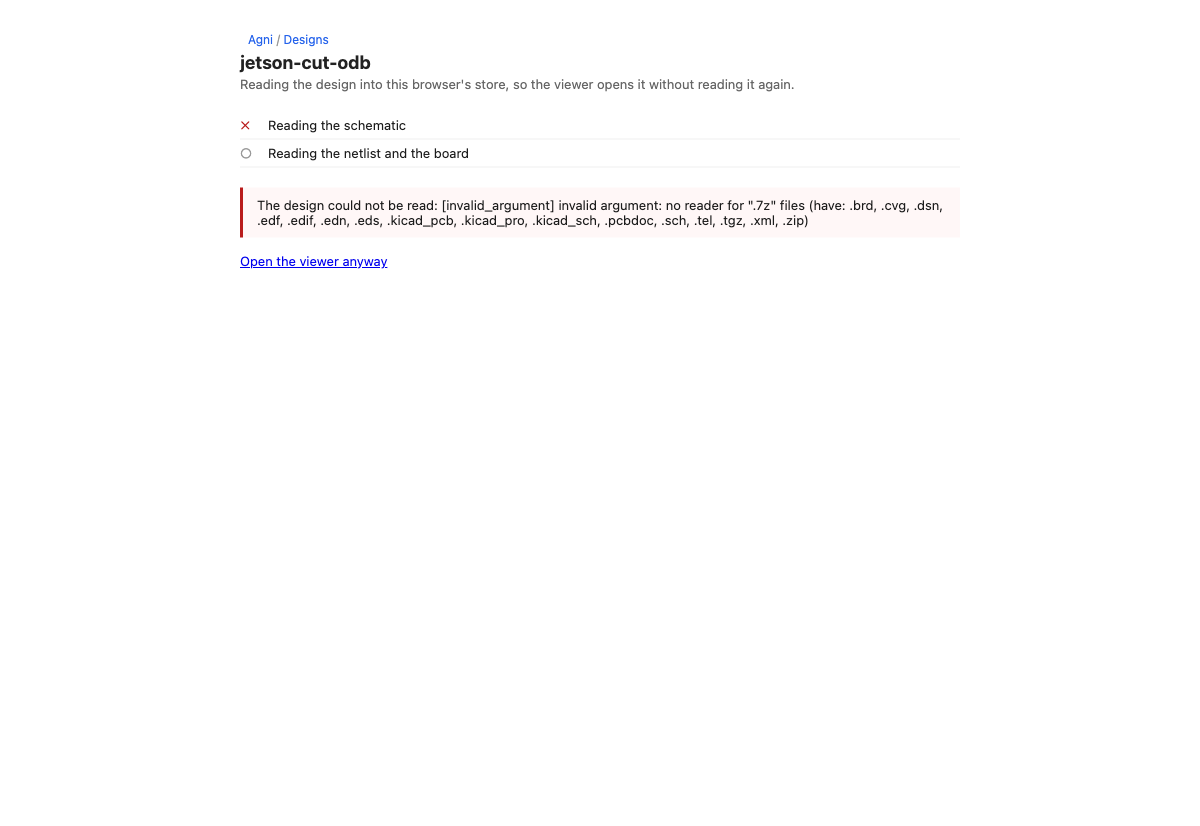 Agni / Designs
jetson-cut-odb
Reading the design into this browser's store, so the viewer opens it without reading it again.
Reading the schematic
Reading the netlist and the board
The design could not be read: [invalid_argument] invalid argument: no reader for ".7z" files (have: .brd, .cvg, .dsn,
.edf, .edif, .edn, .eds, .kicad_pcb, .kicad_pro, .kicad_sch, .pcbdoc, .sch, .tel, .tgz, .xml, .zip)
Open the viewer anyway